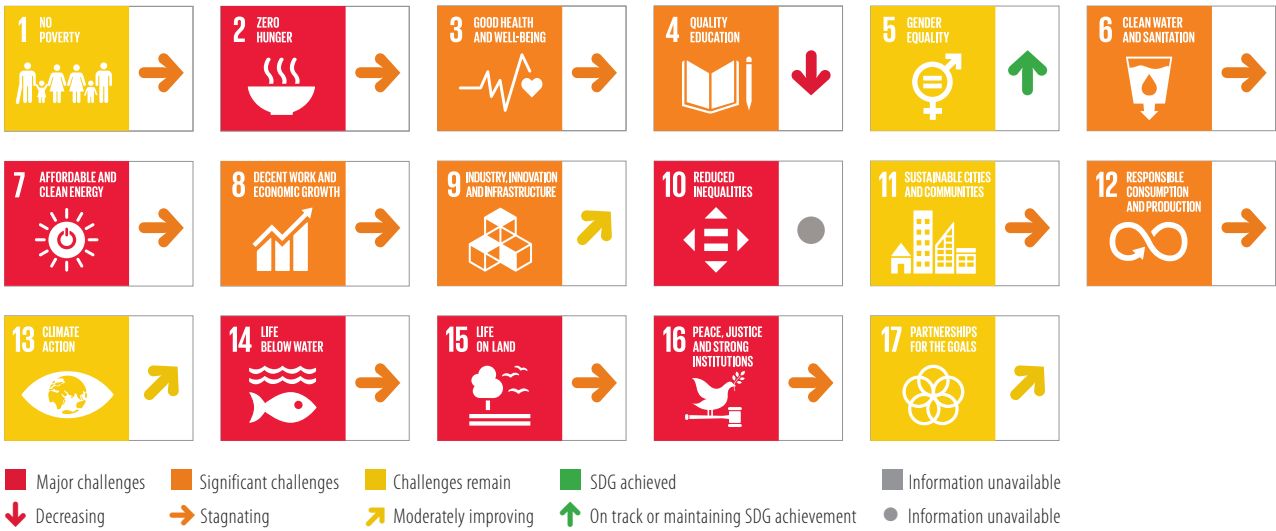 1 NO
POVERTY
2 ZERO
HUNGER
3 GOOD HEALTH
AND WELL-BEING
4 QUALITY
EDUCATION
5 GENDER
EQUALITY
6 CLEAN WATER
AND SANITATION
7 AFFORDABLE AND
CLEAN ENERGY
8 DECENT WORK AND
ECONOMIC GROWTH
9 INDUSTRY, INNOVATION
AND INFRASTRUCTURE
10 REDUCED
INEQUALITIES
11 SUSTAINABLE CITIES
AND COMMUNITIES
12 RESPONSIBLE
CONSUMPTION
AND PRODUCTION
13 CLIMATE
ACTION
14 LIFE
BELOW WATER
15 LIFE
ON LAND
16 PEACE, JUSTICE
AND STRONG
INSTITUTIONS
17 PARTNERSHIPS
FOR THE GOALS
Major challenges
Significant challenges
Challenges remain
SDG achieved
Information unavailable
Decreasing
Stagnating
Moderately improving
On track or maintaining SDG achievement
Information unavailable